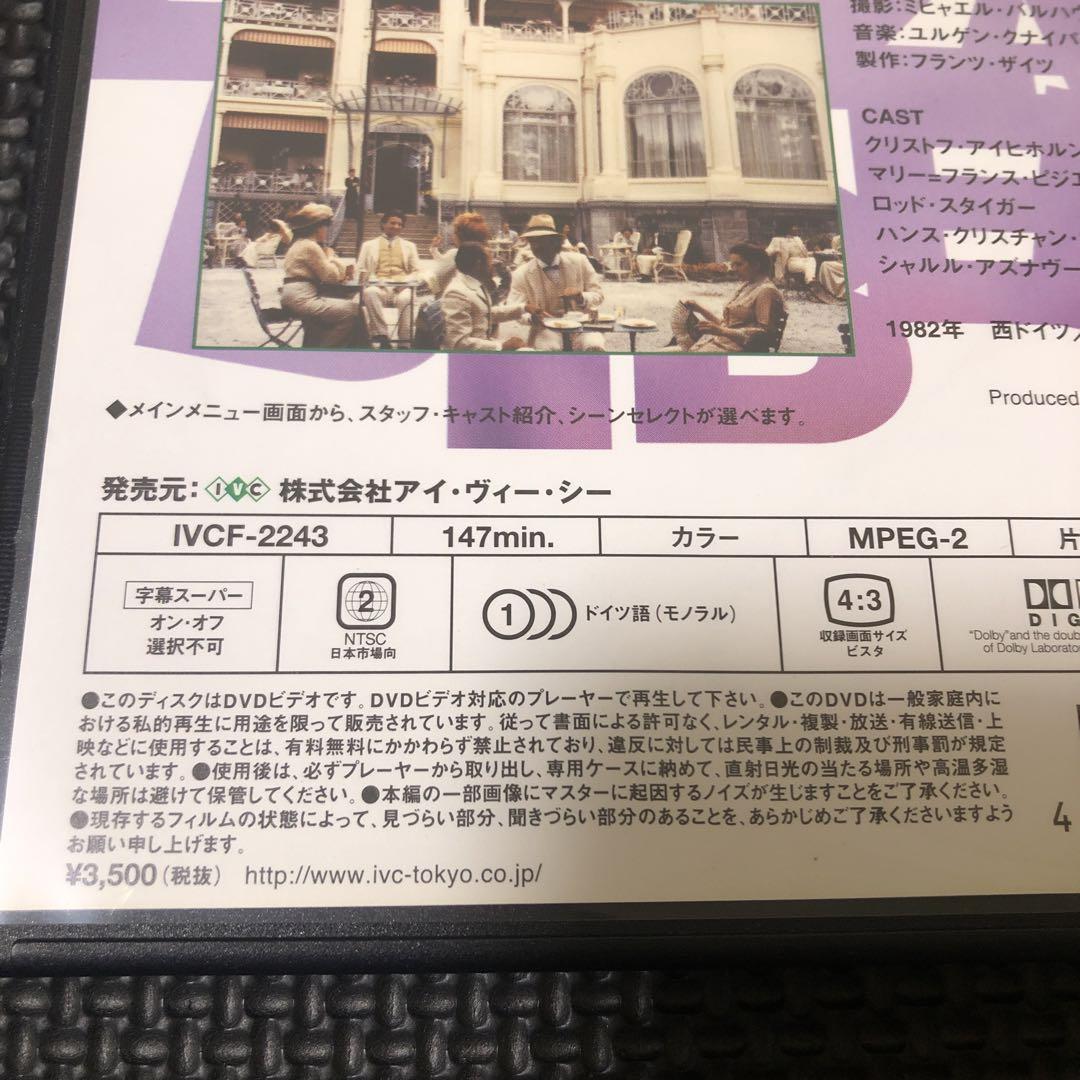 撮影:ミヒャエル・バルハウ
音楽:ユルゲン・クナイパ
製作:フランツ・ザイツ
CAST
クリストフ・アイヒホルン
マリー=フランス・ピジエ
ロッド・スタイガー
ハンス・クリスチャン・
シャルル・アズナヴー
1982年 西ドイツ
Produced
◆メインメニュー画面から、スタッフ・キャスト紹介、シーンセレクトが選べます。
発売元: IVC 株式会社アイ・ヴィー・シー
IVCF-2243 147min. カラー MPEG-2 片
字幕スーパー
オン・オフ
選択不可
2
NTSC
日本市場向
1 ドイツ語(モノラル)
4:3
収録画面サイズ
ビスタ
DIG
"Dolby"and the doub
of Dolby Laborato
●このディスクはDVDビデオです。DVDビデオ対応のプレーヤーで再生して下さい。●このDVDは一般家庭内に
おける私的再生に用途を限って販売されています。従って書面による許可なく、レンタル・複製・放送・有線送信・上
映などに使用することは、有料無料にかかわらず禁止されており、違反に対しては民事上の制裁及び刑事罰が規定
されています。●使用後は、必ずプレーヤーから取り出し、専用ケースに納めて、直射日光の当たる場所や高温多湿
な場所は避けて保管してください。●本編の一部画像にマスターに起因するノイズが生じますことをご了承ください。
●現存するフィルムの状態によって、見づらい部分、聞きづらい部分のあることを、あらかじめご了承くださいますよう
お願い申し上げます。
4
¥3,500(税抜) http://www.ivc-tokyo.co.jp/